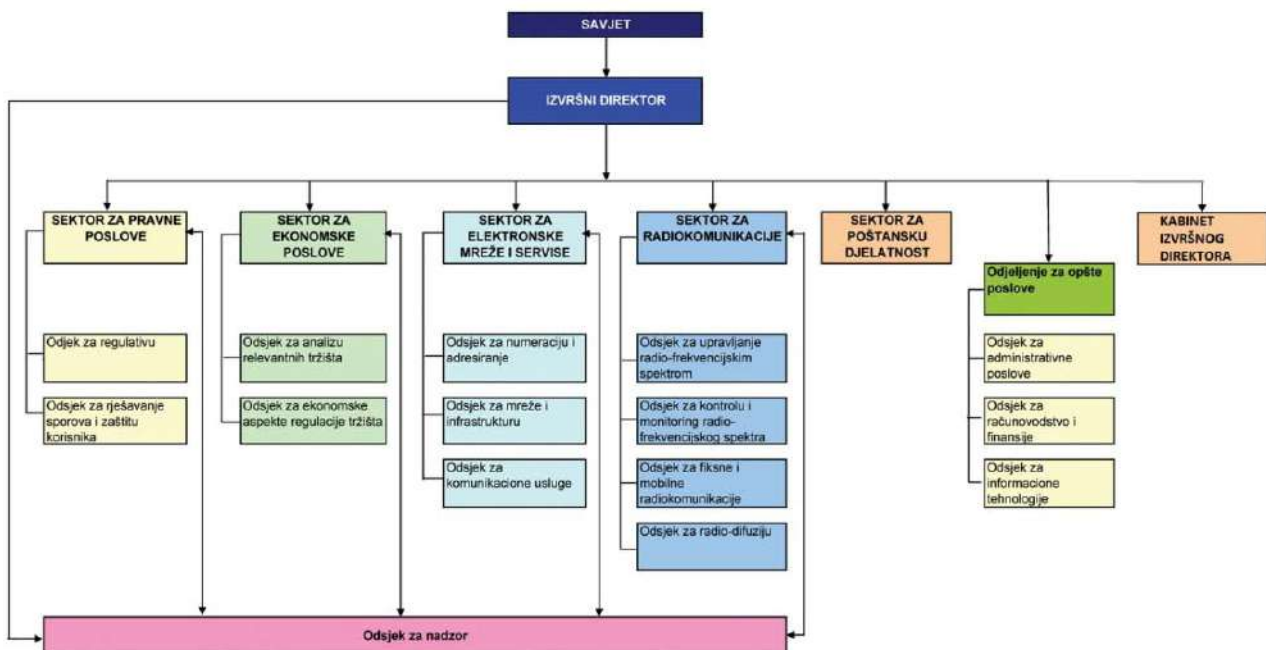 SAVJET
IZVRŠNI DIREKTOR
SEKTOR ZA PRAVNE
POSLOVE
SEKTOR ZA
EKONOMSKE
POSLOVE
SEKTOR ZA
ELEKTRONSKE
MREŽE I SERVISE
SEKTOR ZA
RADIOKOMUNIKACIJE
SEKTOR ZA
POŠTANSKU
DJELATNOST
KABINET
IZVRŠNOG
DIREKTORA
Odjeljenje za opšte
poslove
Odjek za regulativu
Odsjek za rješavanje
sporova i zaštitu
korisnika
Odsjek za analizu
relevantnih tržišta
Odsjek za ekonomske
aspekte regulacije tržišta
Odsjek za numeraciju i
adresiranje
Odsjek za mreže i
infrastrukturu
Odsjek za
komunikacione usluge
Odsjek za upravljanje
radio-frekvencijskim
spektrom
Odsjek za kontrolu i
monitoring radio-
frekvencijskog spektra
Odsjek za fiksne i
mobilne
radiokomunikacije
Odsjek za radio-difuziju
Odsjek za
administrativne
poslove
Odsjek za
računovodstvo i
finansije
Odsjek za
informacione
tehnologije
Odsjek za nadzor